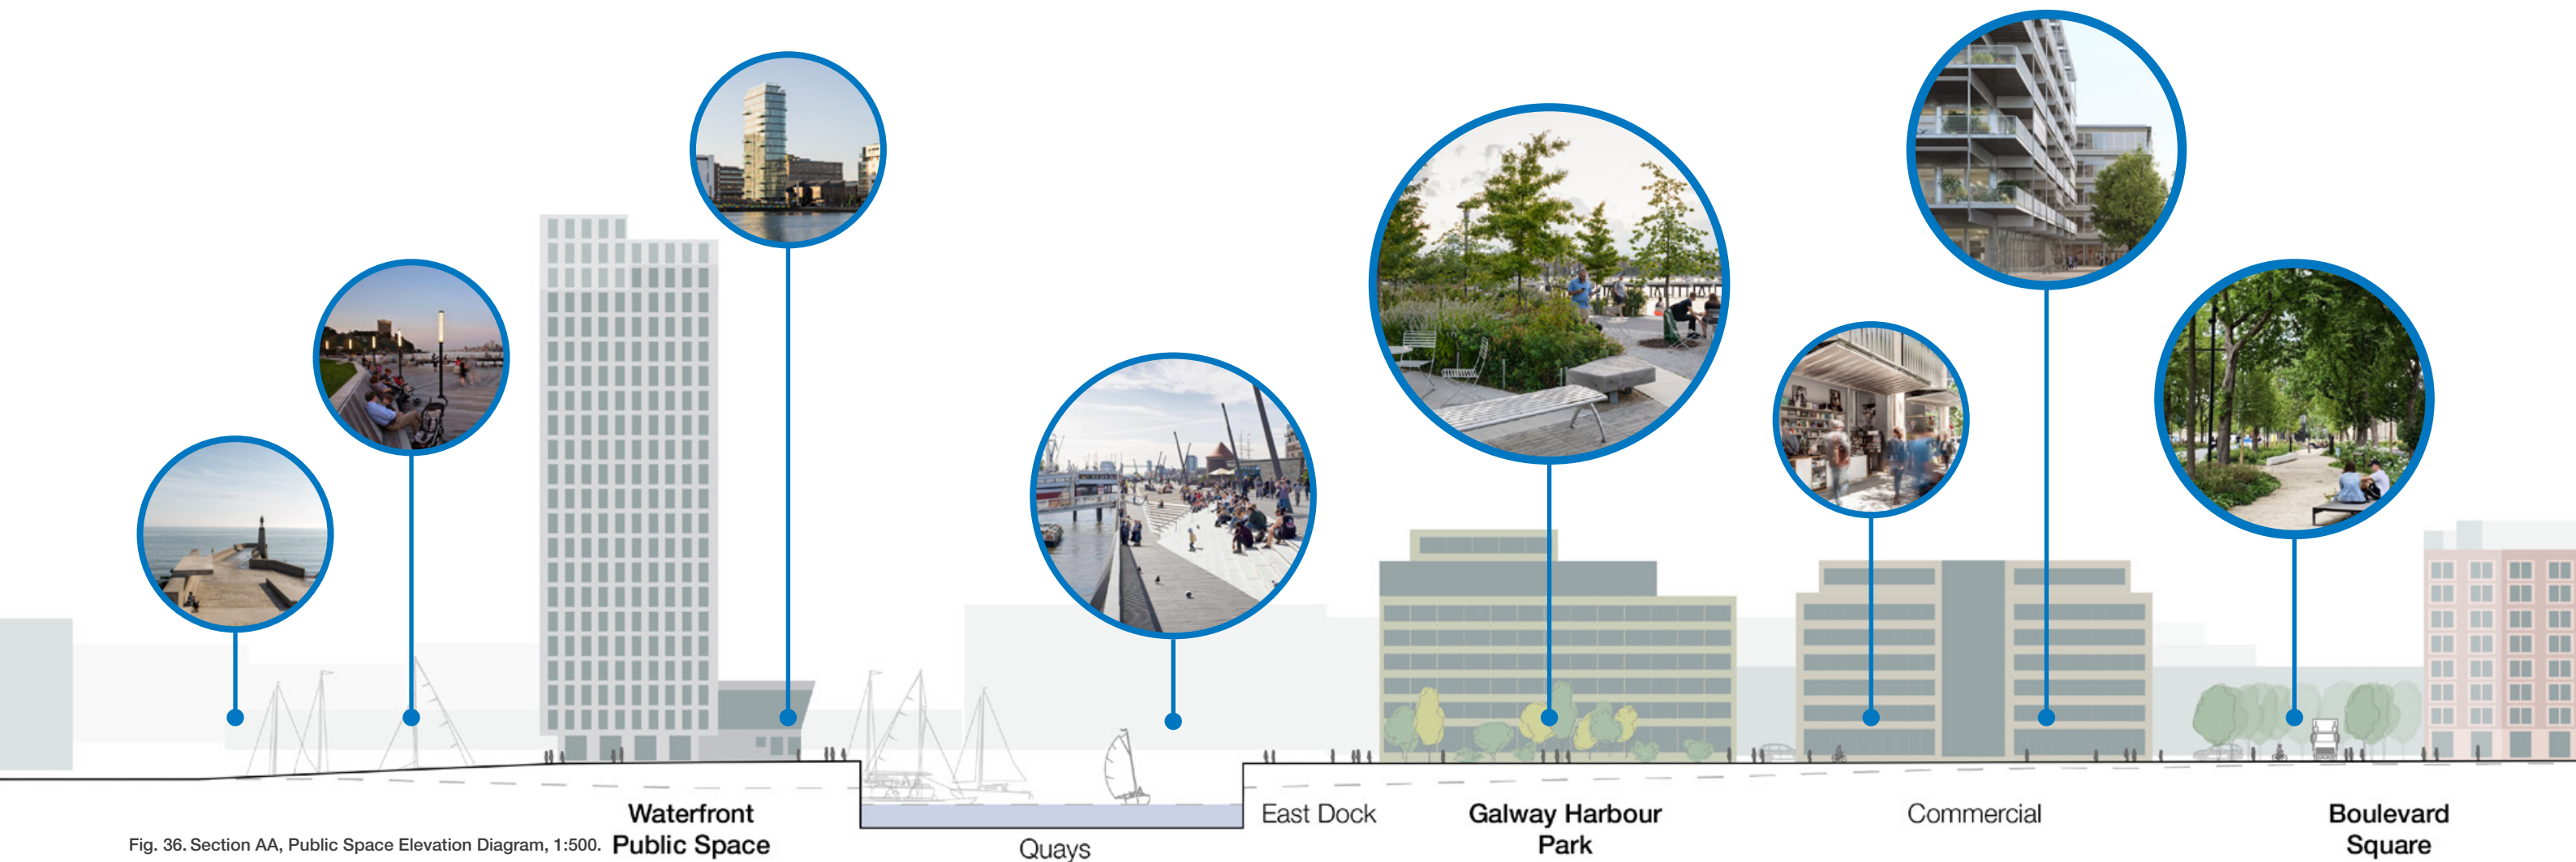 Waterfront
Public Space
Quays
East Dock
Galway Harbour
Park
Commercial
Boulevard
Square
Fig. 36. Section AA, Public Space Elevation Diagram, 1:500.